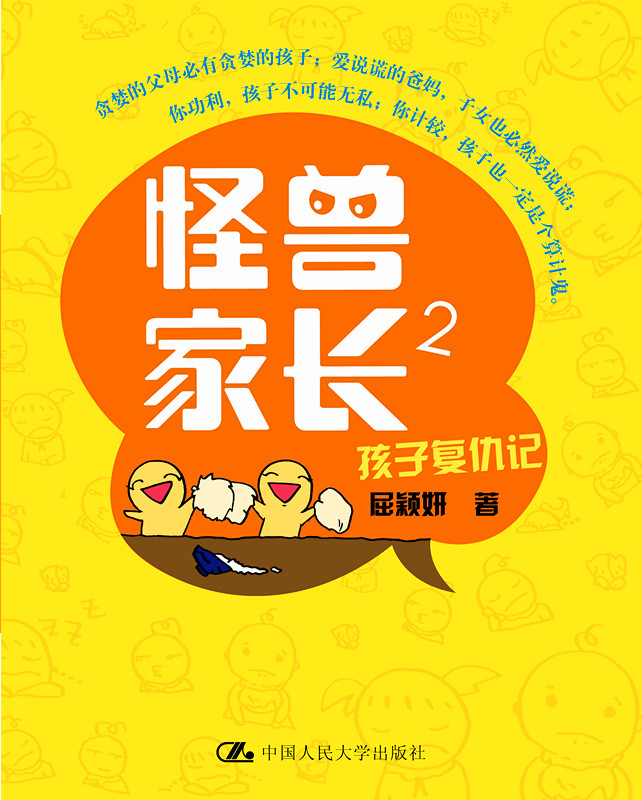 贪婪的父母必有贪婪的孩子；爱说谎的爸妈，子女也必然爱说谎；
你功利，孩子不可能无私；你计较，孩子也一定是个算计鬼。
怪兽
家长2
孩子复仇记
屈颖妍 著
中国人民大学出版社